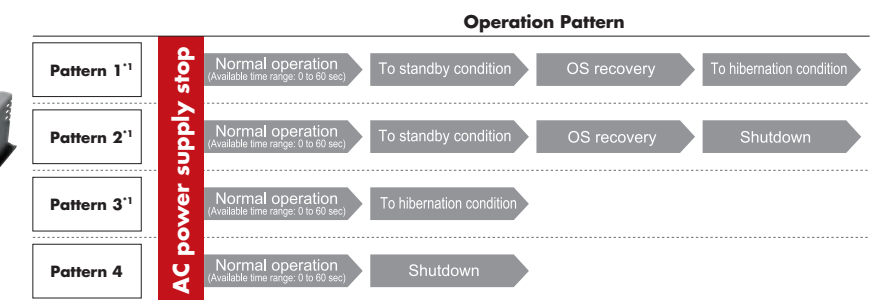 Operation Pattern
AC power supply stop
Pattern 1*1
Normal operation
(Available time range: 0 to 60 sec)
To standby condition
OS recovery
To hibernation condition
Pattern 2*1
Normal operation
(Available time range: 0 to 60 sec)
To standby condition
OS recovery
Shutdown
Pattern 3*1
Normal operation
(Available time range: 0 to 60 sec)
To hibernation condition
Pattern 4
Normal operation
(Available time range: 0 to 60 sec)
Shutdown